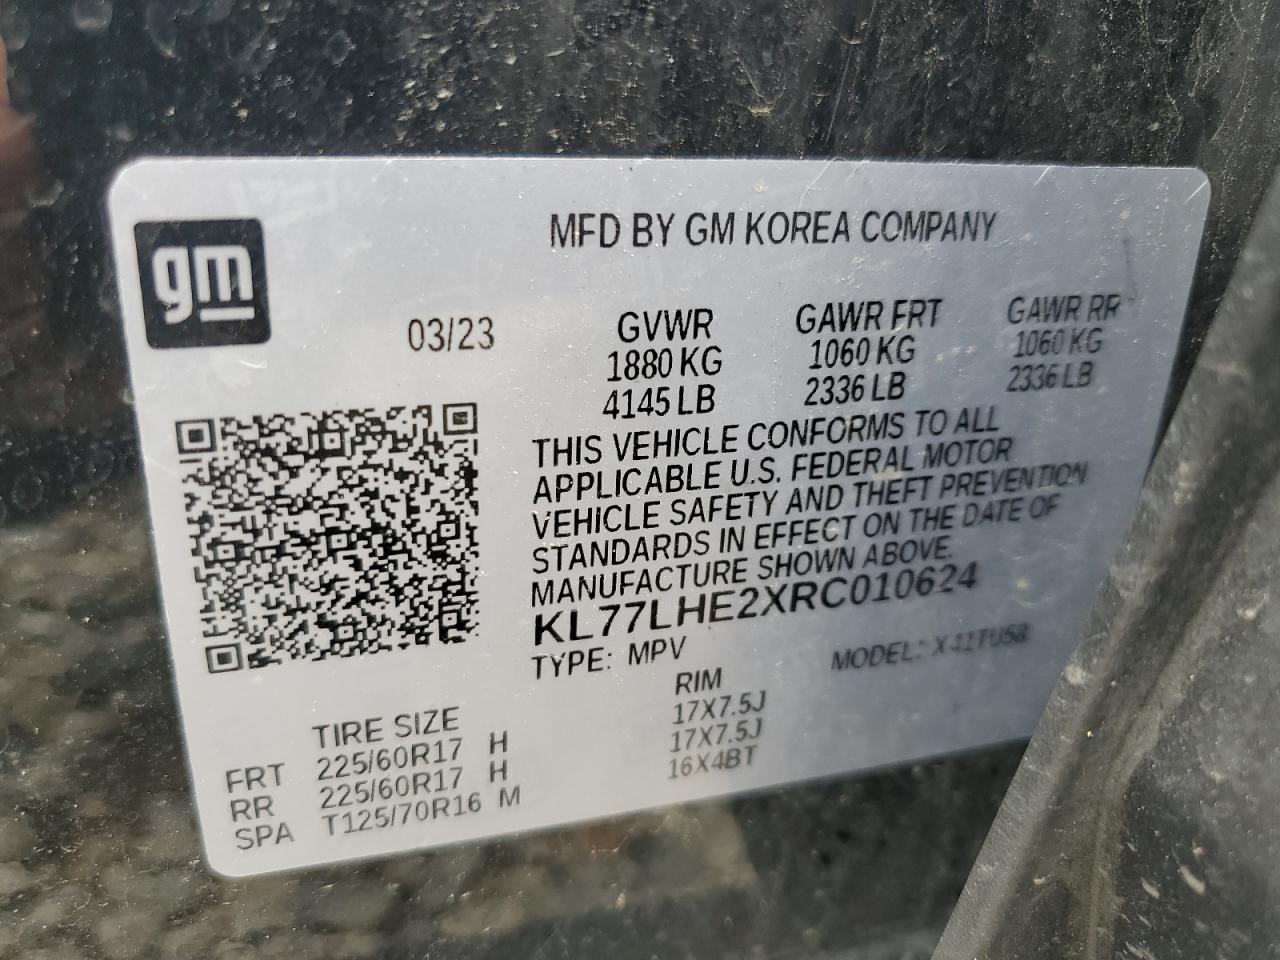 gm
MFD BY GM KOREA COMPANY
03/23
GVWR GAWR FRT GAWR RR
1880 KG 1060 KG 1060 KG
4145 LB 2336 LB 2336 LB
THIS VEHICLE CONFORMS TO ALL
APPLICABLE U.S. FEDERAL MOTOR
VEHICLE SAFETY AND THEFT PREVENTION
STANDARDS IN EFFECT ON THE DATE OF
MANUFACTURE SHOWN ABOVE.
KL77LHE2XRC010624
TYPE: MPV MODEL:
TIRE SIZE RIM
FRT 225/60R17 H 17X7.5J
RR 225/60R17 H 17X7.5J
SPA T125/70R16 M 16X4BT